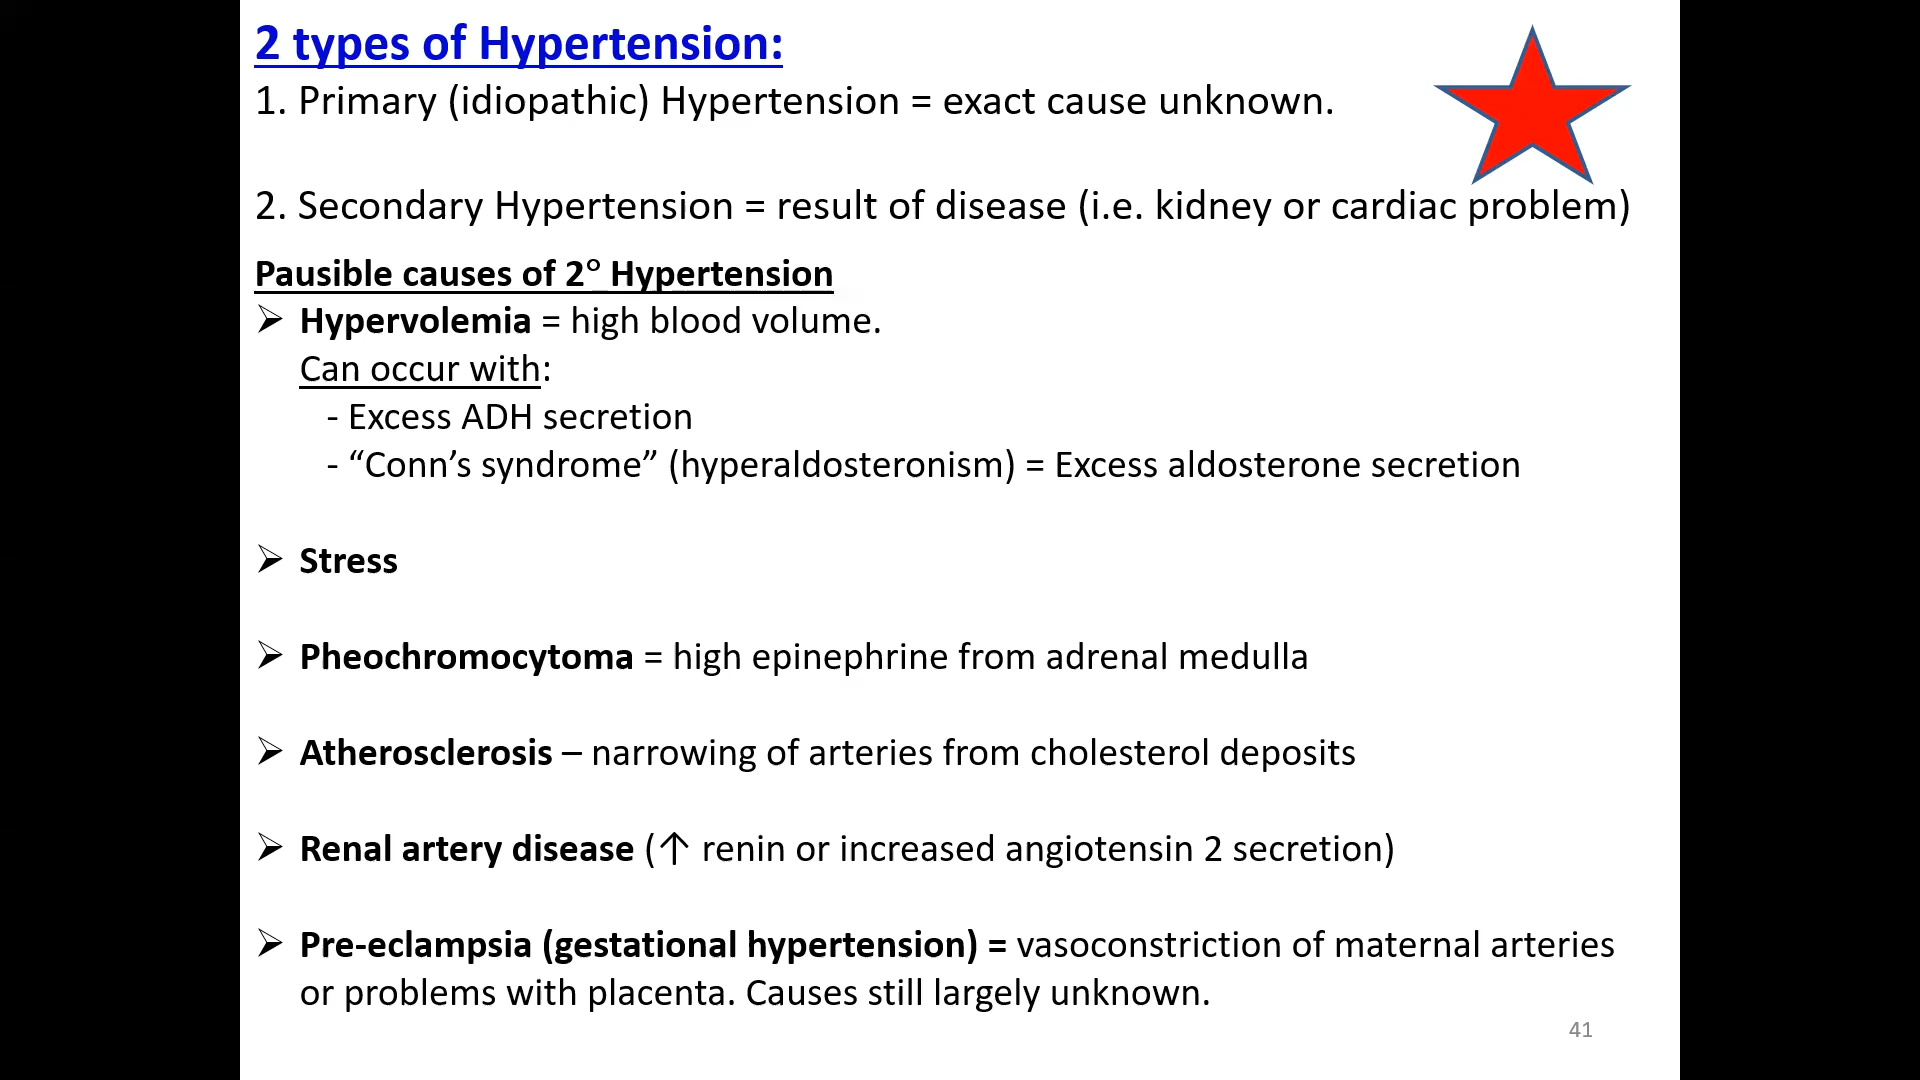 2 types of Hypertension:
1. Primary (idiopathic) Hypertension = exact cause unknown.
2. Secondary Hypertension = result of disease (i.e. kidney or cardiac problem)
Pausible causes of 2° Hypertension
➢ Hypervolemia = high blood volume.
Can occur with:
- Excess ADH secretion
- “Conn’s syndrome” (hyperaldosteronism) = Excess aldosterone secretion
➢ Stress
➢ Pheochromocytoma = high epinephrine from adrenal medulla
➢ Atherosclerosis – narrowing of arteries from cholesterol deposits
➢ Renal artery disease (↑ renin or increased angiotensin 2 secretion)
➢ Pre-eclampsia (gestational hypertension) = vasoconstriction of maternal arteries
or problems with placenta. Causes still largely unknown.
41